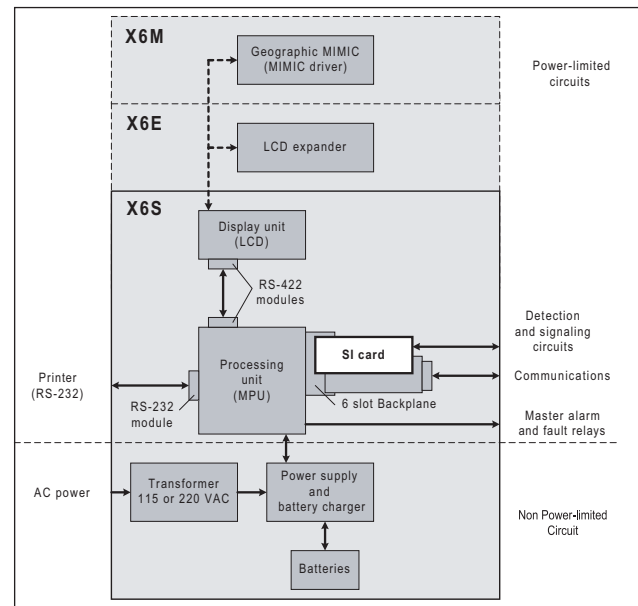 X6M
Geographic MIMIC
(MIMIC driver)
Power-limited
circuits
X6E
LCD expander
X6S
Display unit
(LCD)
RS-422
modules
Detection
and signaling
circuits
SI card
Processing
unit
(MPU)
Printer
(RS-232)
Communications
RS-232
module
6 slot Backplane
Master alarm
and fault relays
AC power
Transformer
115 or 220 VAC
Power supply
and
battery charger
Non Power-limited
Circuit
Batteries